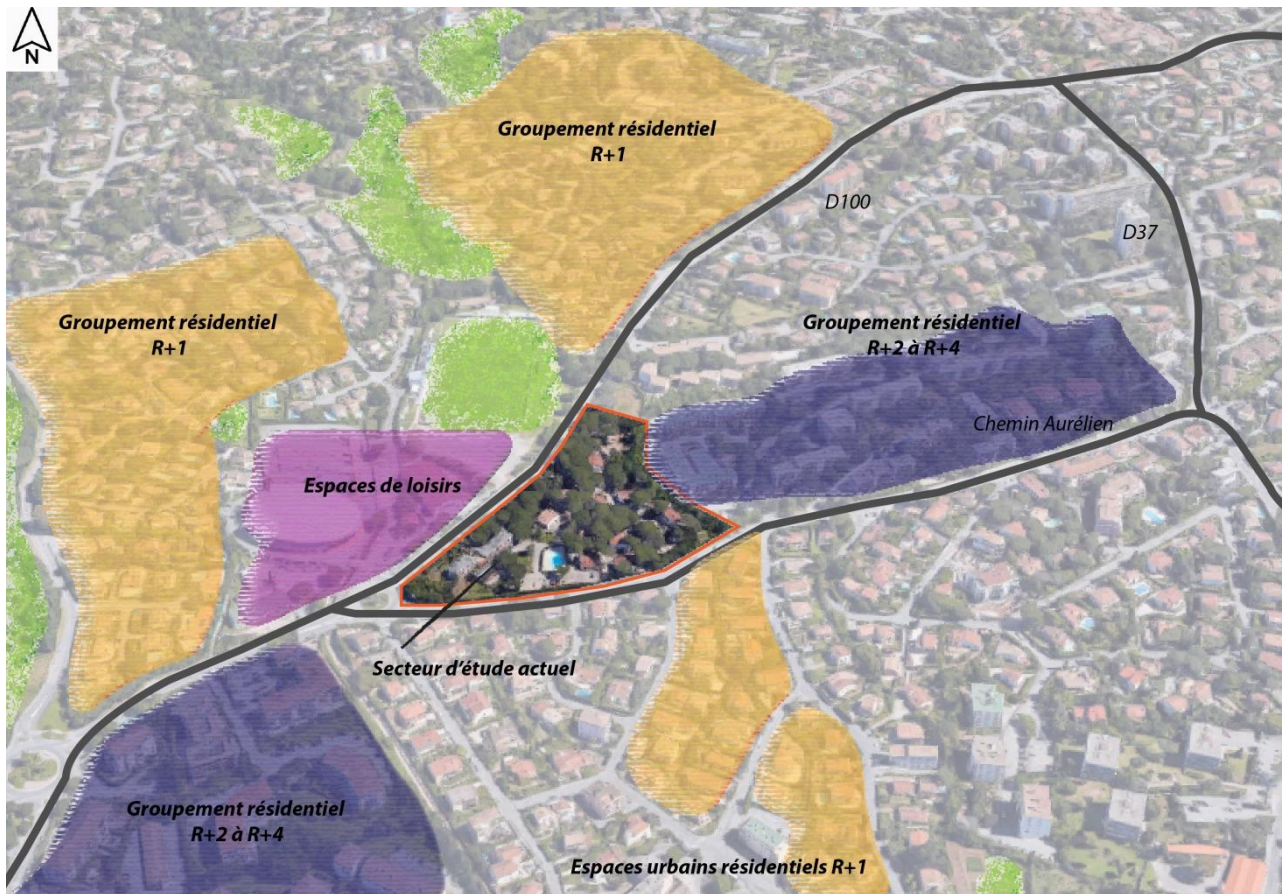 N
Groupement résidentiel
R+1
D100
D37
Groupement résidentiel
R+1
Groupement résidentiel
R+2 à R+4
Chemin Aurélien
Espaces de loisirs
Secteur d'étude actuel
Groupement résidentiel
R+2 à R+4
Espaces urbains résidentiels R+1